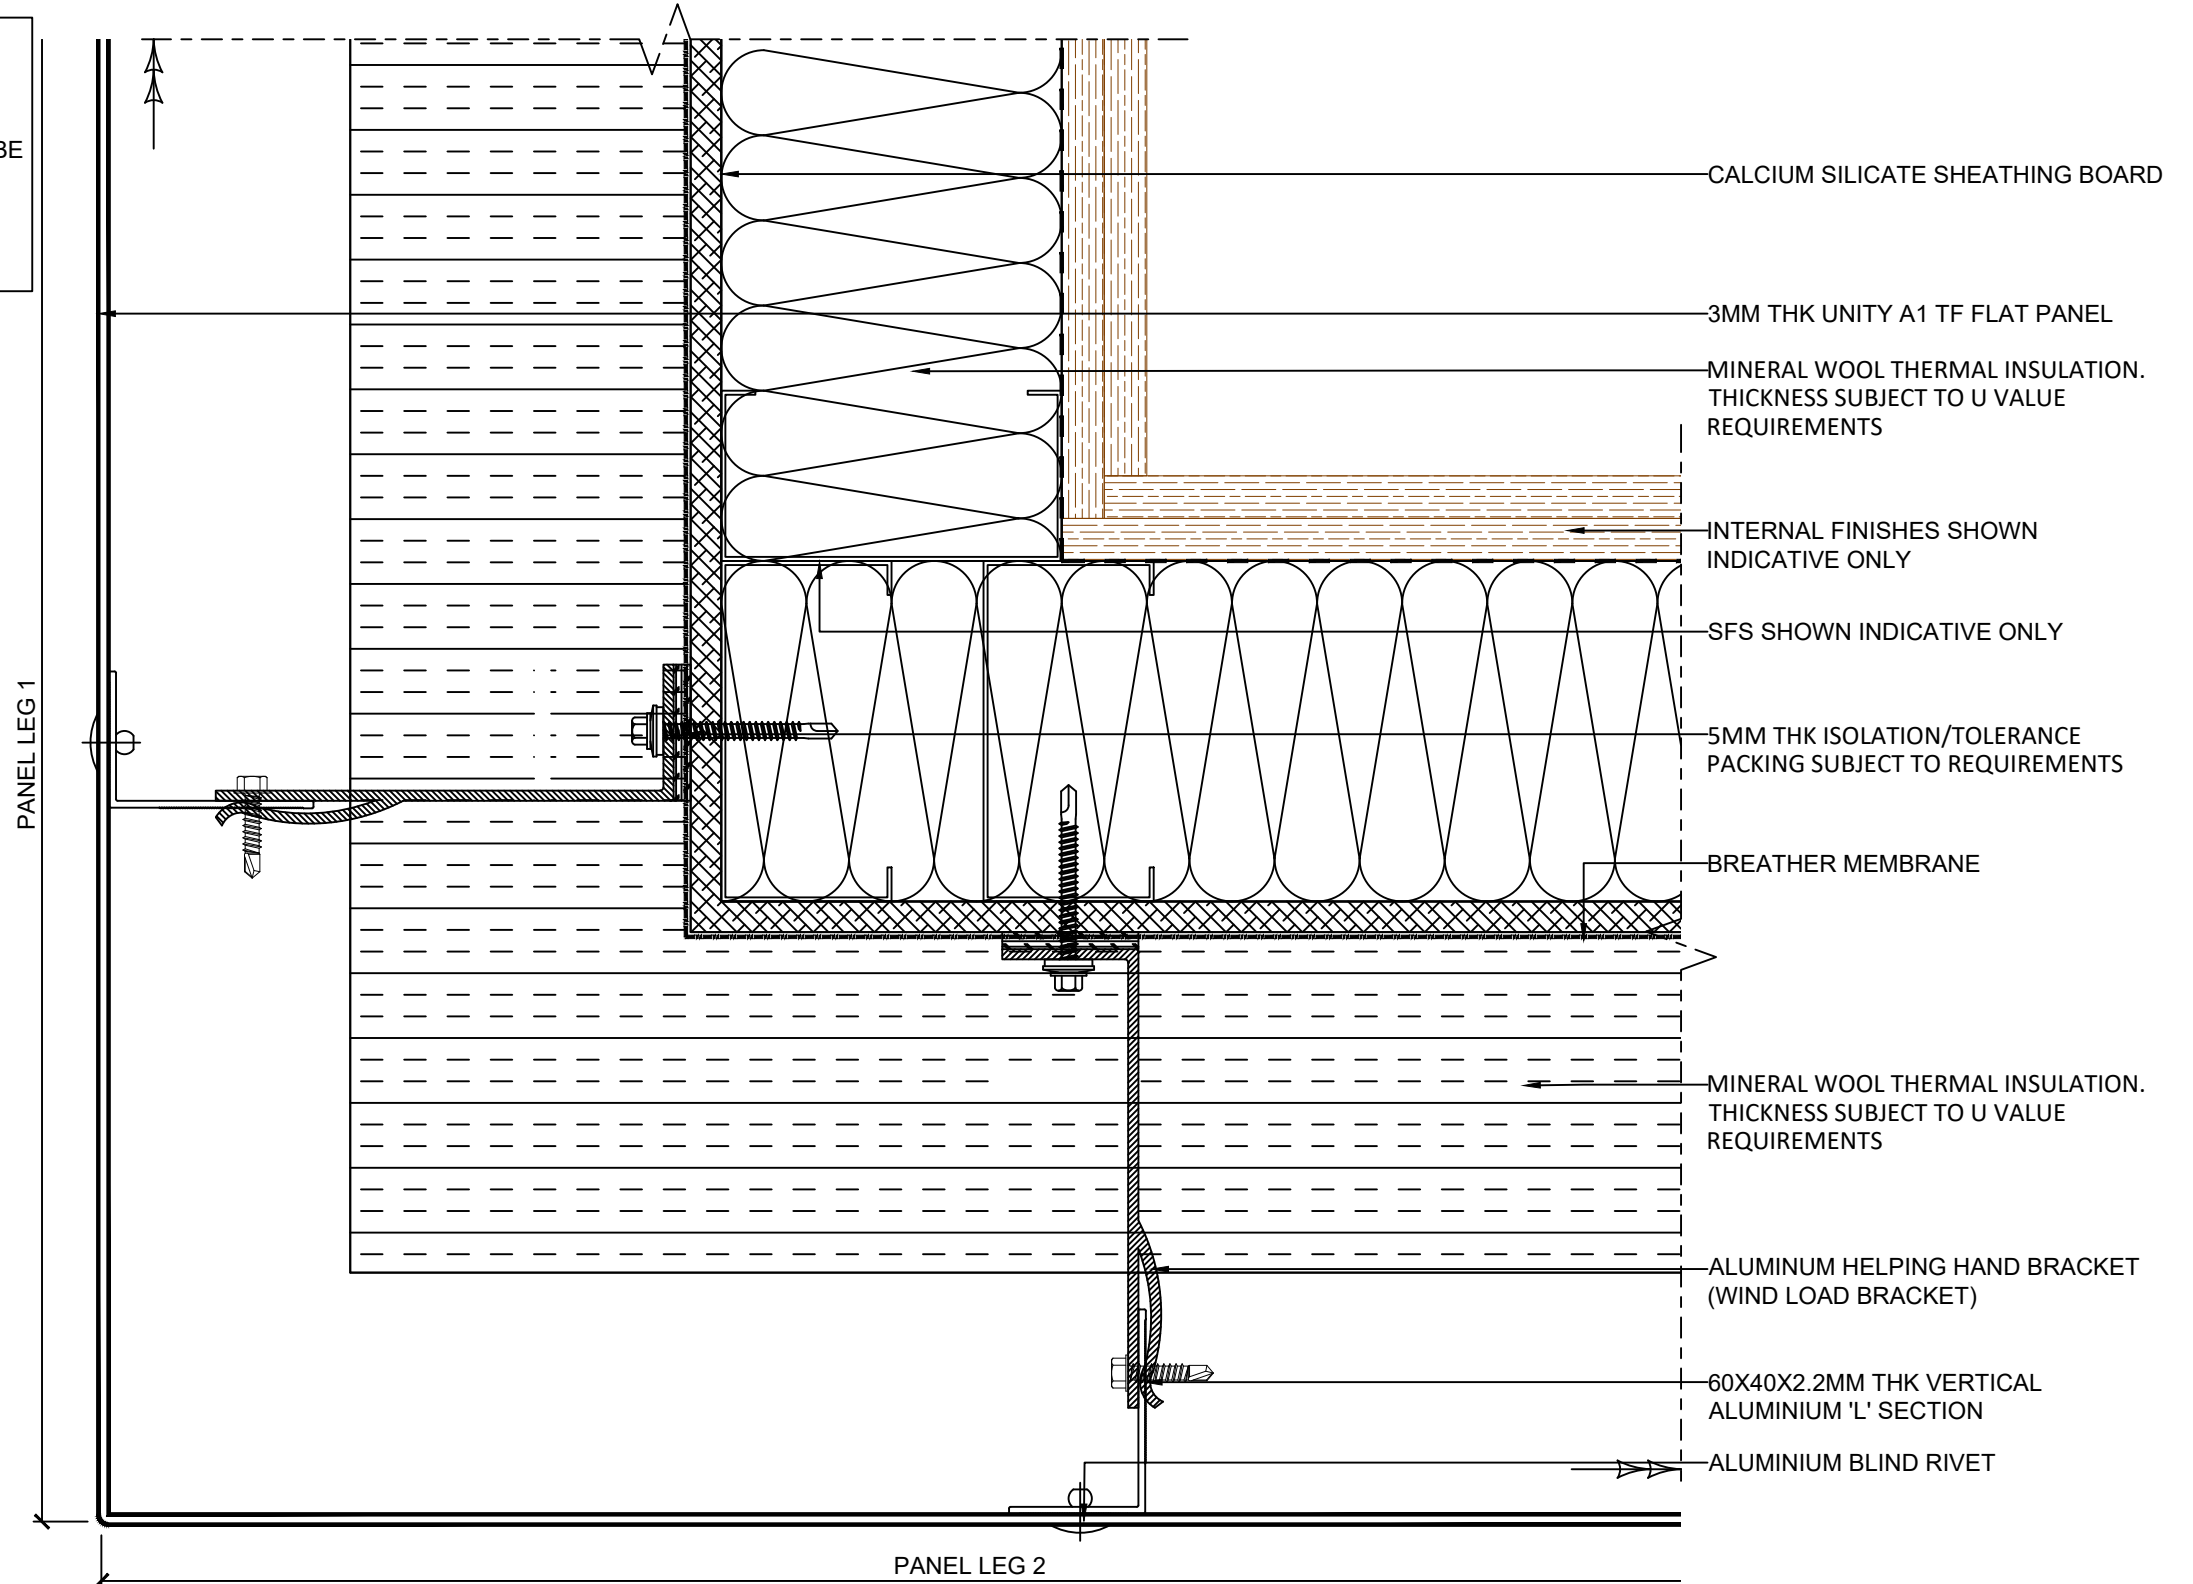 BE
CALCIUM SILICATE SHEATHING BOARD
3MM THK UNITY A1 TF FLAT PANEL
MINERAL WOOL THERMAL INSULATION.
THICKNESS SUBJECT TO U VALUE
REQUIREMENTS
INTERNAL FINISHES SHOWN
INDICATIVE ONLY
SFS SHOWN INDICATIVE ONLY
5MM THK ISOLATION/TOLERANCE
PACKING SUBJECT TO REQUIREMENTS
BREATHER MEMBRANE
MINERAL WOOL THERMAL INSULATION.
THICKNESS SUBJECT TO U VALUE
REQUIREMENTS
ALUMINUM HELPING HAND BRACKET
(WIND LOAD BRACKET)
60X40X2.2MM THK VERTICAL
ALUMINIUM 'L' SECTION
ALUMINIUM BLIND RIVET
PANEL LEG 1
PANEL LEG 2